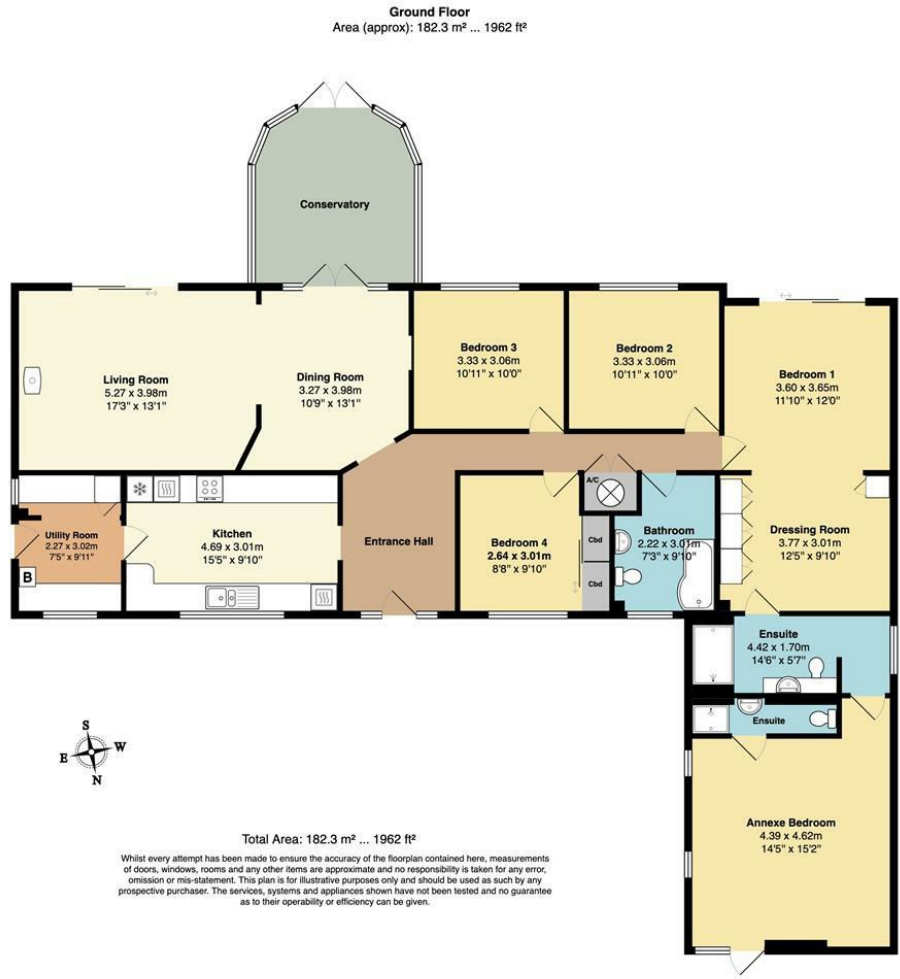 Ground Floor
Area (approx): 182.3 m² ... 1962 ft²
Conservatory
Living Room
5.27 x 3.98m
17'3" x 13'1"
Dining Room
3.27 x 3.98m
10'9" x 13'1"
Bedroom 3
3.33 x 3.06m
10'11" x 10'0"
Bedroom 2
3.33 x 3.06m
10'11" x 10'0"
Bedroom 1
3.60 x 3.65m
11'10" x 12'0"
Utility Room
2.27 x 3.02m
7'5" x 9'11"
B
Kitchen
4.69 x 3.01m
15'5" x 9'10"
Entrance Hall
Bedroom 4
2.64 x 3.01m
8'8" x 9'10"
A/C
Cbd
Cbd
Bathroom
2.22 x 3.01m
7'3" x 9'10"
Dressing Room
3.77 x 3.01m
12'5" x 9'10"
Ensuite
4.42 x 1.70m
14'6" x 5'7"
Ensuite
Annexe Bedroom
4.39 x 4.62m
14'5" x 15'2"
S
E
W
N
Total Area: 182.3 m² ... 1962 ft²
Whilst every attempt has been made to ensure the accuracy of the floorplan contained here, measurements
of doors, windows, rooms and any other items are approximate and no responsibility is taken for any error,
omission or mis-statement. This plan is for illustrative purposes only and should be used as such by any
prospective purchaser. The services, systems and appliances shown have not been tested and no guarantee
as to their operability or efficiency can be given.